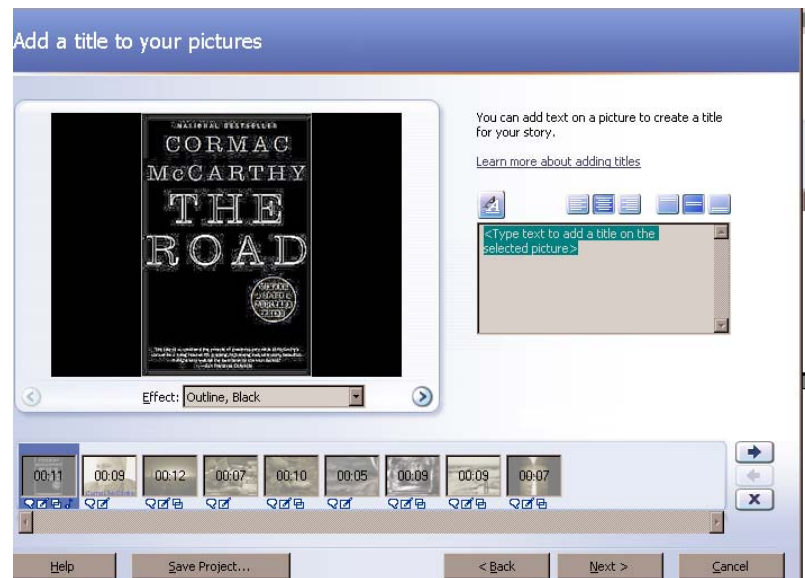 Add a title to your pictures
NATIONAL BESTSELLER
CORMAC
McCARTHY
THE
ROAD
You can add text on a picture to create a title
for your story.
Learn more about adding titles
<Type text to add a title on the
selected picture>
Effect: Outline, Black
00:11 00:09 00:12 00:07 00:10 00:05 00:09 00:09 00:07
Help Save Project... < Back Next > Cancel